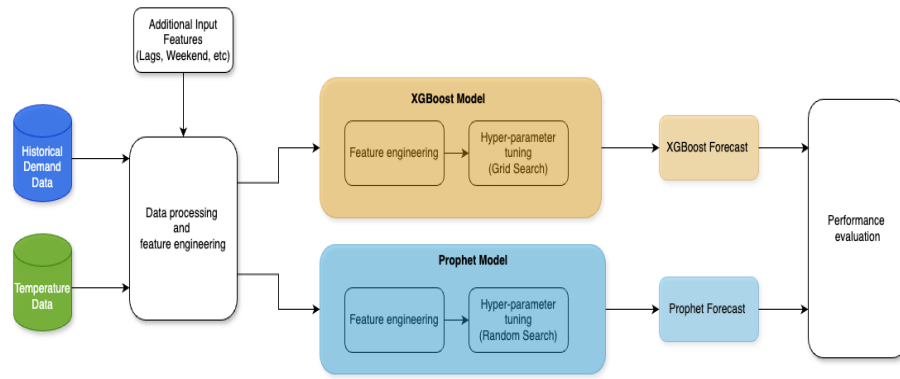 Additional Input
Features
(Lags, Weekend, etc)
Historical
Demand
Data
Temperature
Data
Data processing
and
feature engineering
XGBoost Model
Feature engineering
Hyper-parameter
tuning
(Grid Search)
XGBoost Forecast
Prophet Model
Feature engineering
Hyper-parameter
tuning
(Random Search)
Prophet Forecast
Performance
evaluation